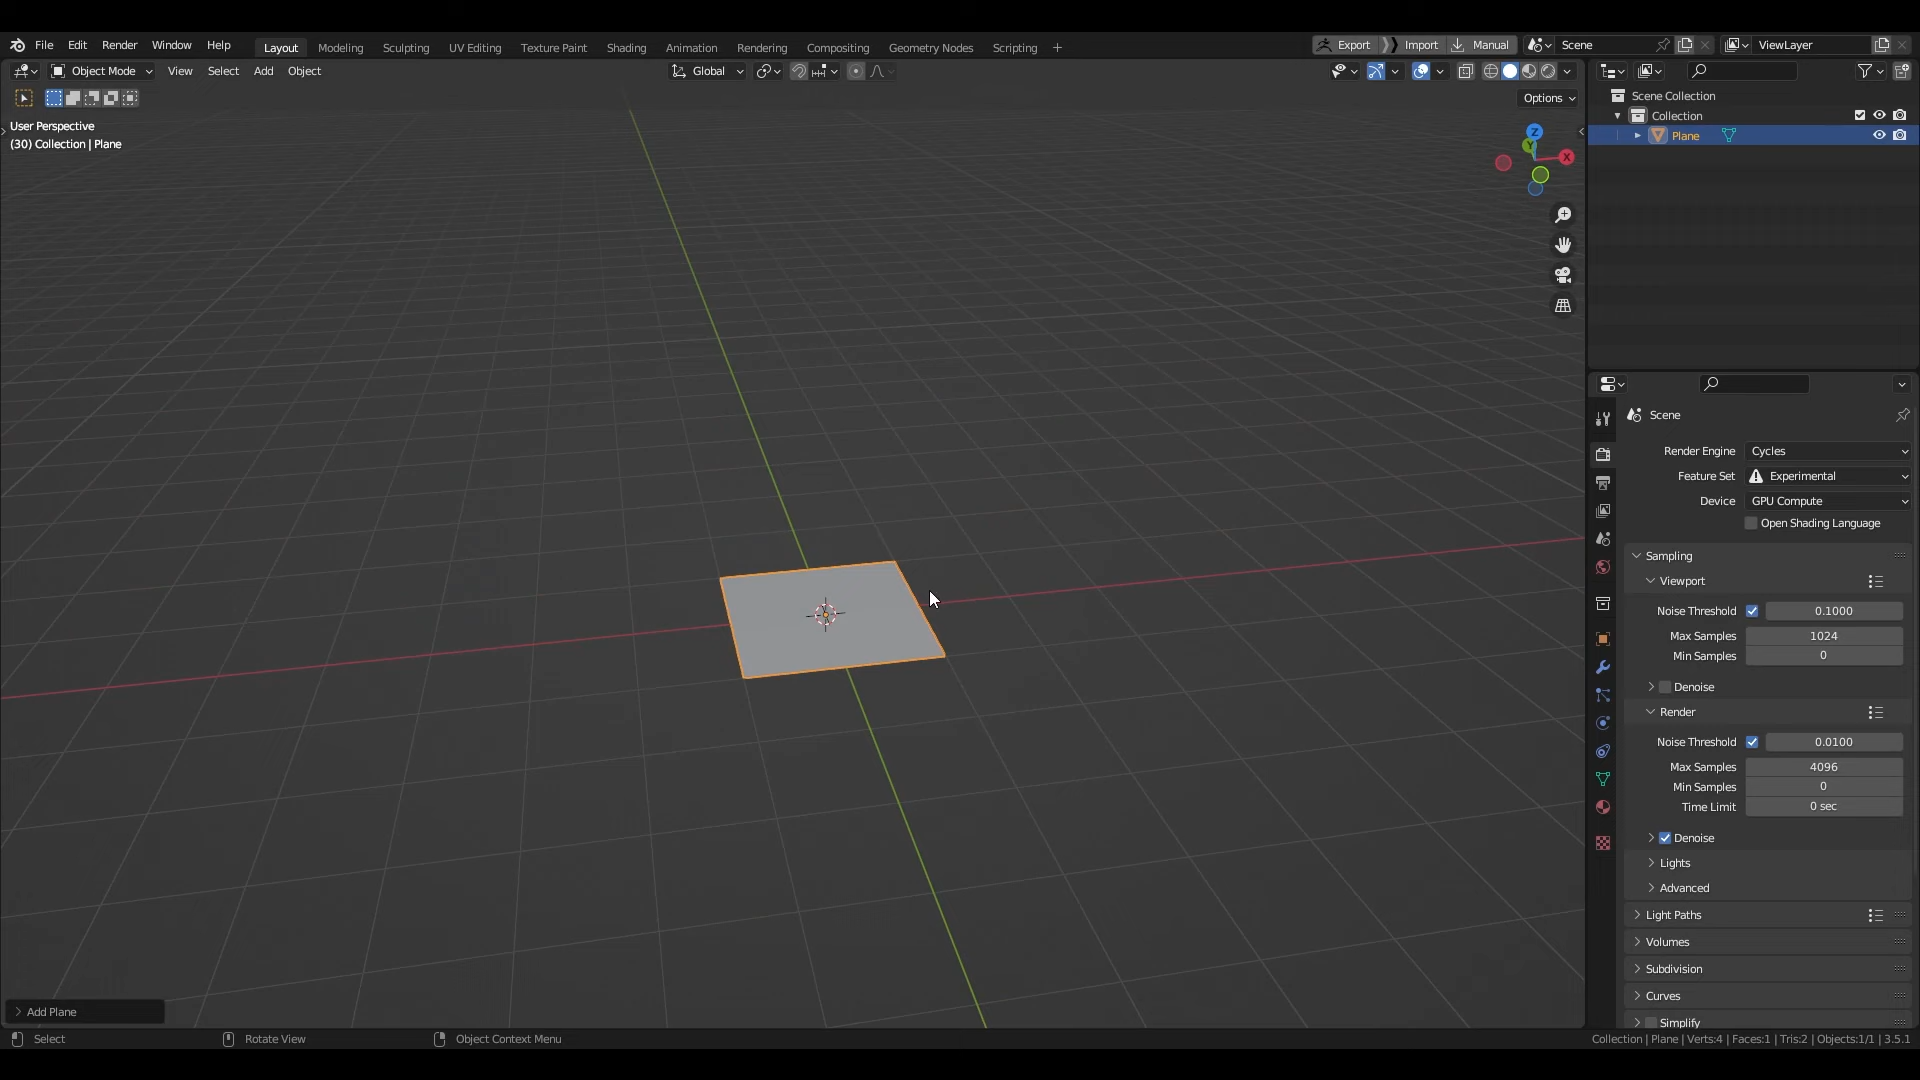 File Edit Render Window Help Layout Modeling Sculpting UV Editing Texture Paint Shading Animation Rendering Compositing Geometry Nodes Scripting + Export Import Manual Scene ViewLayer
Object Mode View Select Add Object Global
Options
User Perspective
(30) Collection | Plane
Z
Y
X
Scene Collection
Collection
Plane
Scene
Render Engine Cycles
Feature Set Experimental
Device GPU Compute
Open Shading Language
Sampling
Viewport
Noise Threshold 0.1000
Max Samples 1024
Min Samples 0
Denoise
Render
Noise Threshold 0.0100
Max Samples 4096
Min Samples 0
Time Limit 0 sec
Denoise
Lights
Advanced
Light Paths
Volumes
Subdivision
Curves
Simplify
Add Plane
Select Rotate View Object Context Menu Collection | Plane | Verts:4 | Faces:1 | Tris:2 | Objects:1/1 | 3.5.1